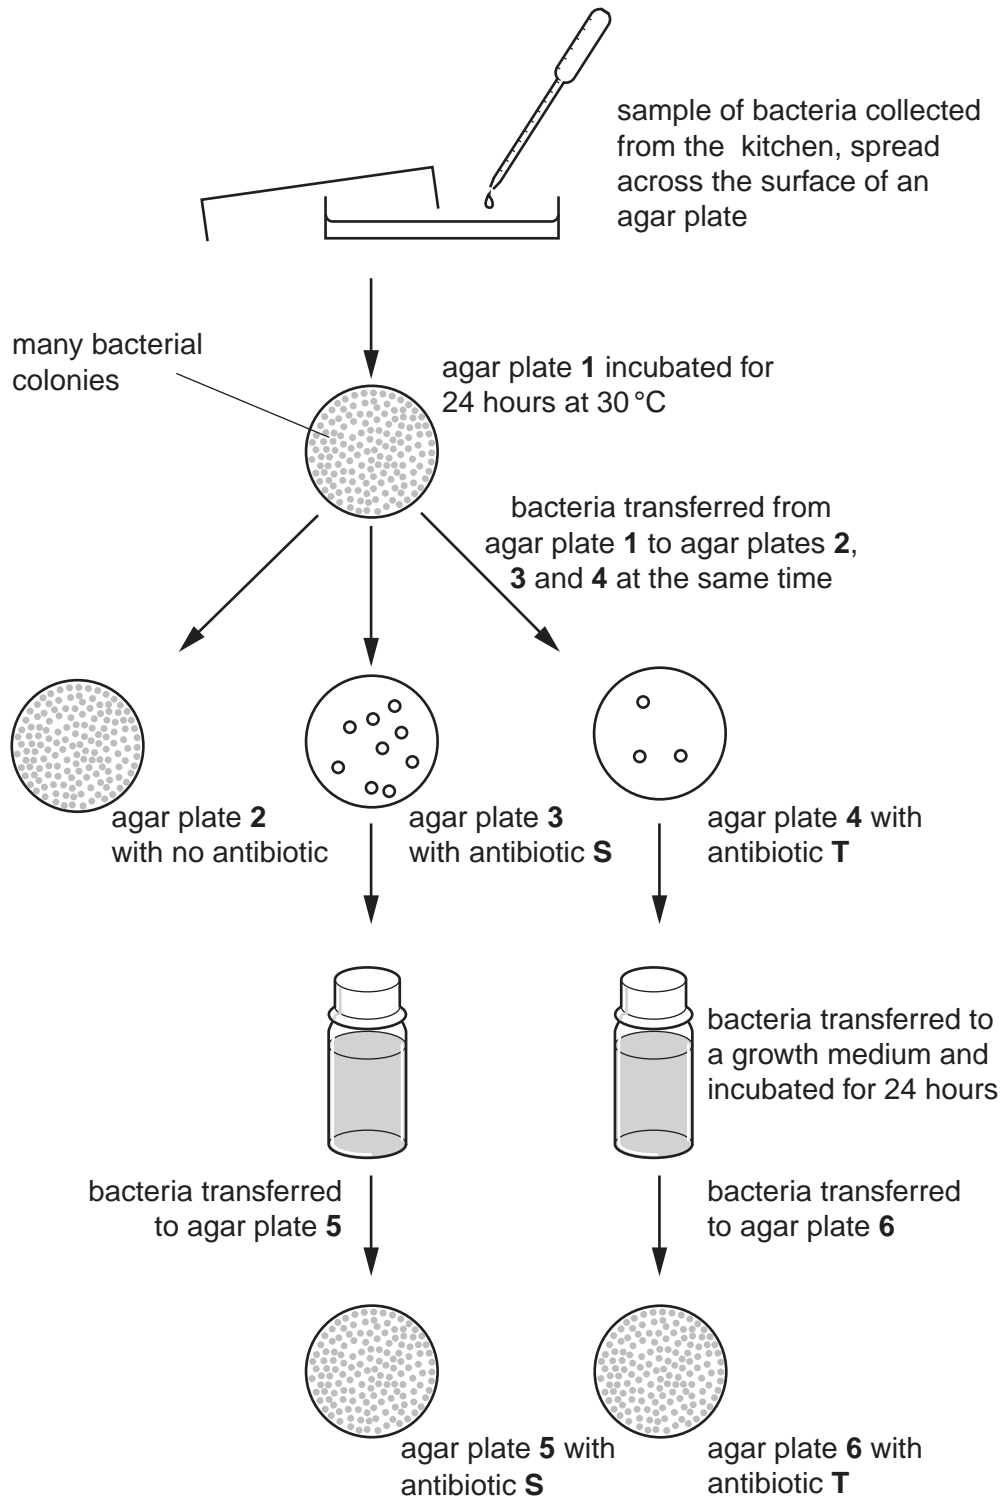 sample of bacteria collected
from the kitchen, spread
across the surface of an
agar plate
many bacterial
colonies
agar plate 1 incubated for
24 hours at 30 °C
bacteria transferred from
agar plate 1 to agar plates 2,
3 and 4 at the same time
agar plate 2
with no antibiotic
agar plate 3
with antibiotic S
agar plate 4 with
antibiotic T
bacteria transferred to
a growth medium and
incubated for 24 hours
bacteria transferred
to agar plate 5
bacteria transferred
to agar plate 6
agar plate 5 with
antibiotic S
agar plate 6 with
antibiotic T